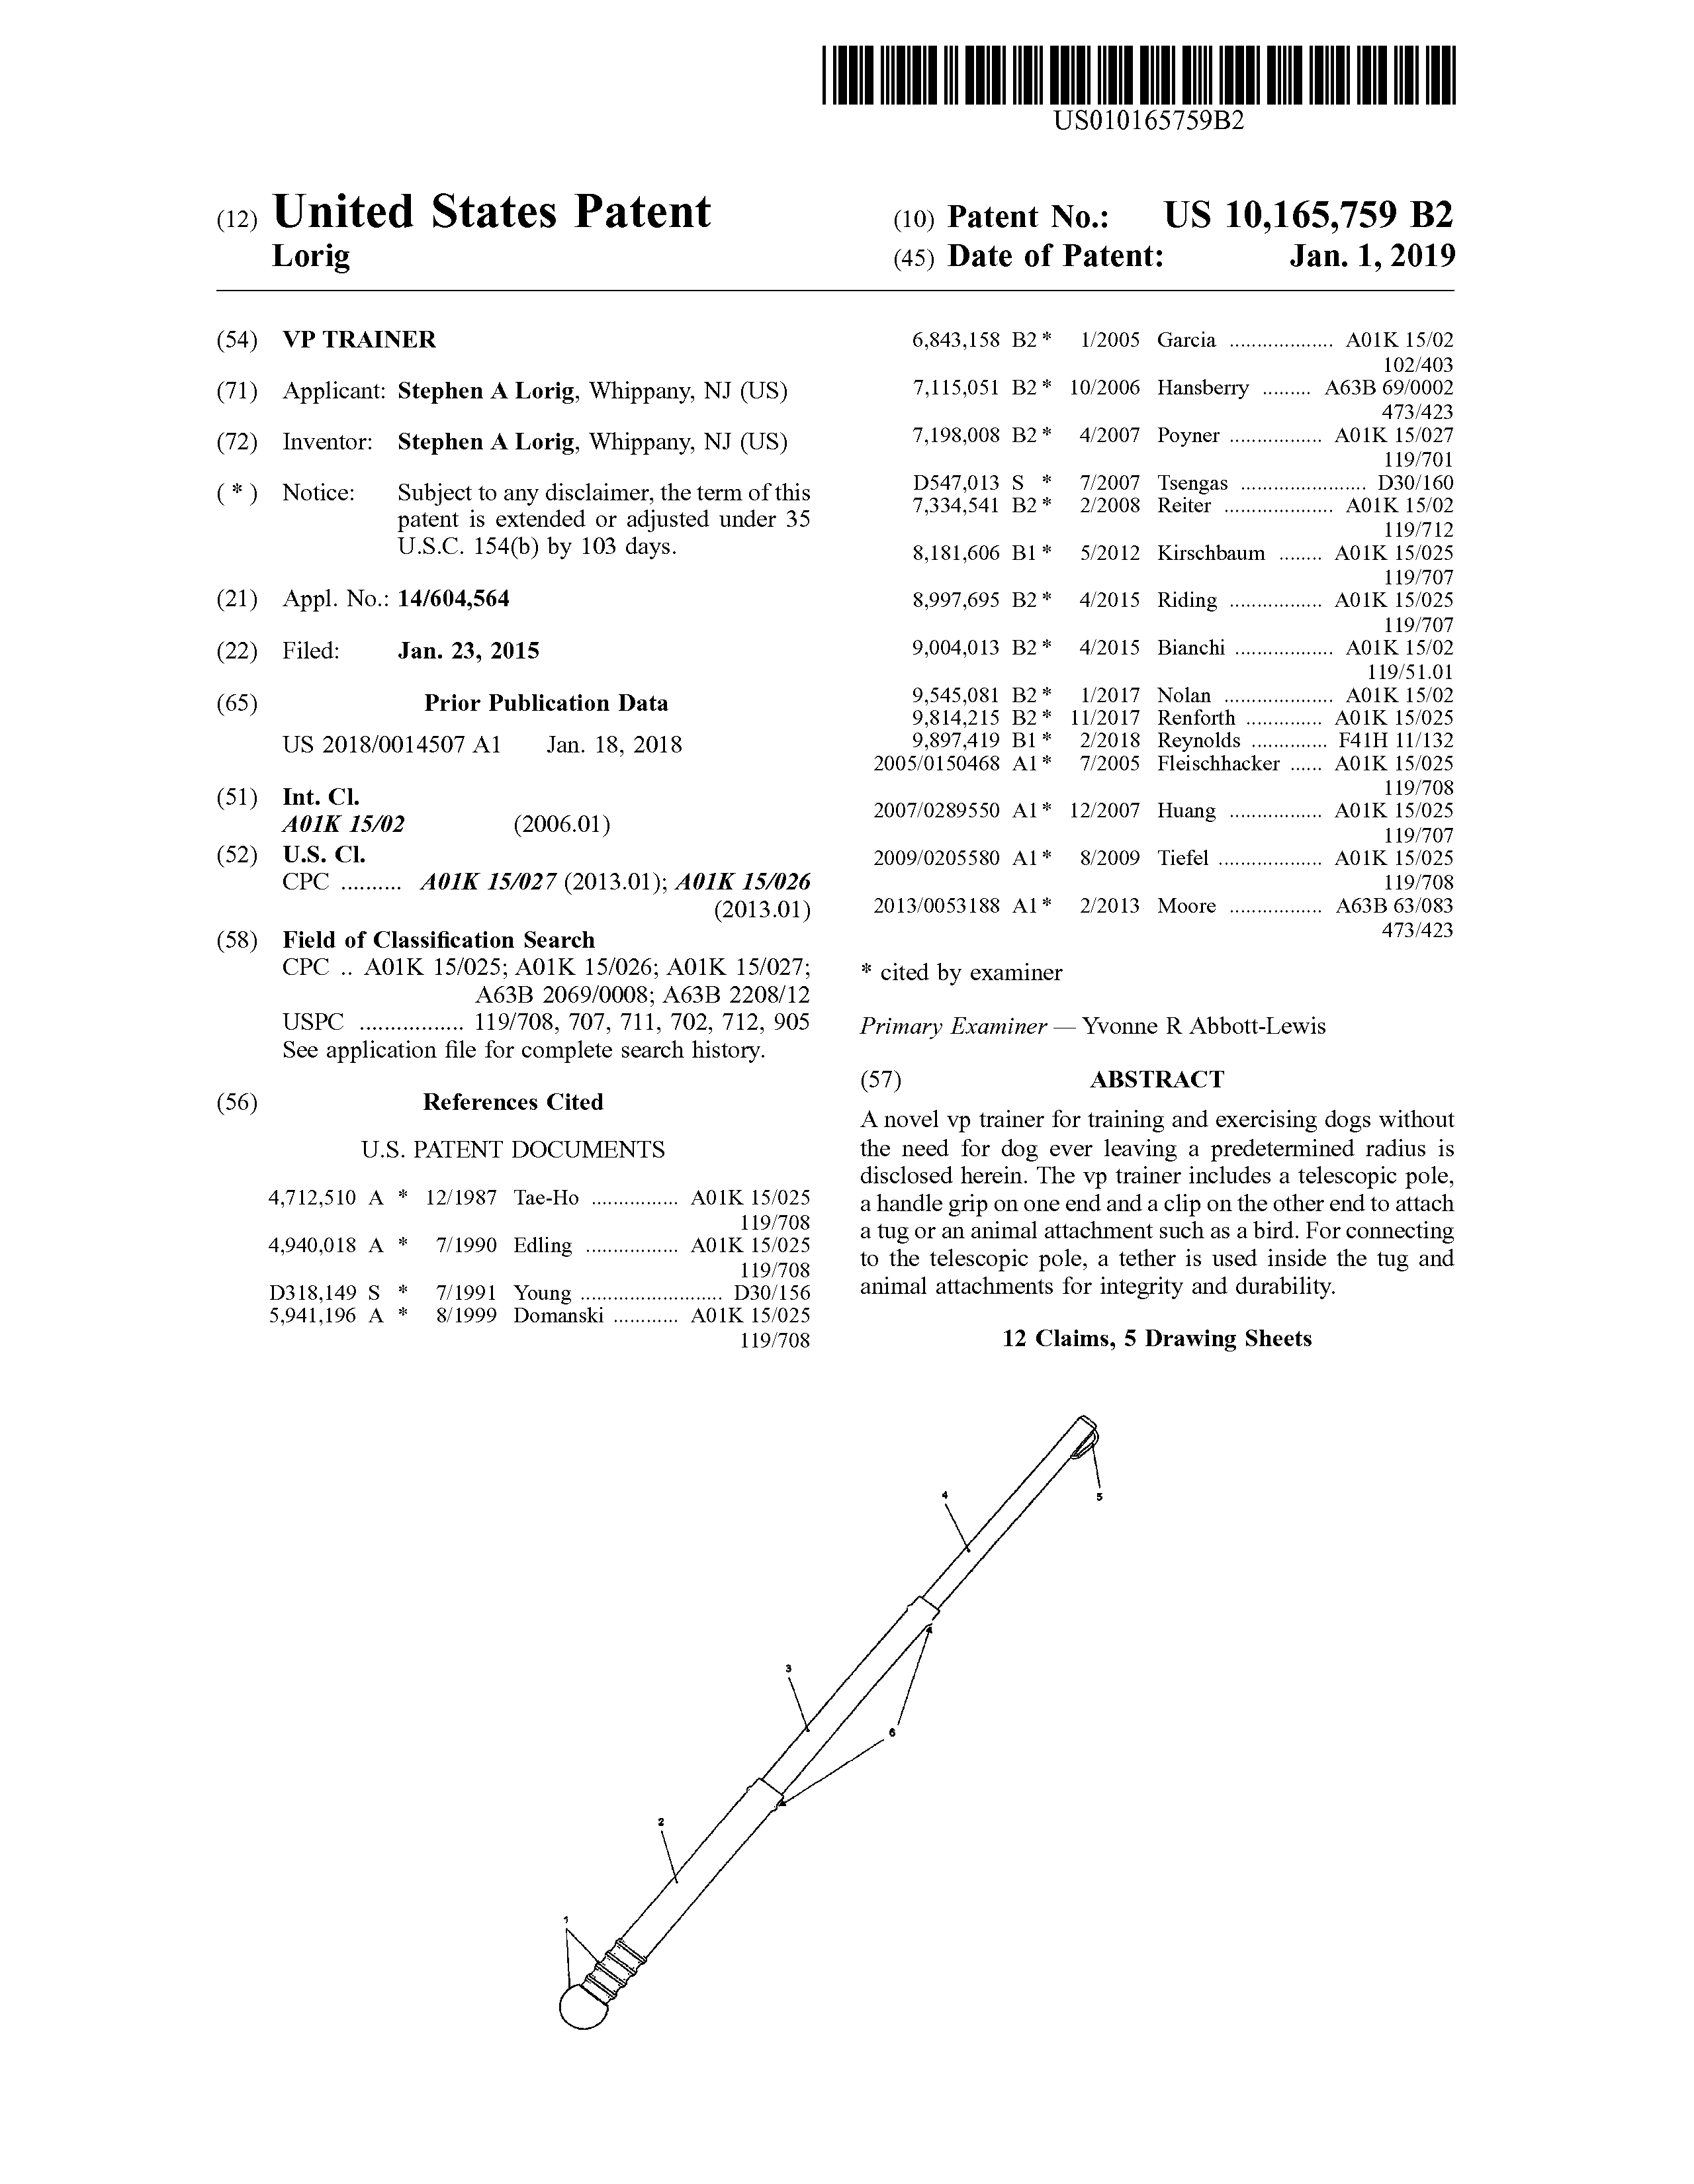 US010165759B2
(12) United States Patent
Lorig
(10) Patent No.: US 10,165,759 B2
(45) Date of Patent: Jan. 1, 2019
(54) VP TRAINER
(71) Applicant: Stephen A Lorig, Whippany, NJ (US)
(72) Inventor: Stephen A Lorig, Whippany, NJ (US)
( * ) Notice: Subject to any disclaimer, the term of this
patent is extended or adjusted under 35
U.S.C. 154(b) by 103 days.
(21) Appl. No.: 14/604,564
(22) Filed: Jan. 23, 2015
(65) Prior Publication Data
US 2018/0014507 A1 Jan. 18, 2018
(51) Int. Cl.
A01K 15/02 (2006.01)
(52) U.S. Cl.
CPC .......... A01K 15/027 (2013.01); A01K 15/026
(2013.01)
(58) Field of Classification Search
CPC .. A01K 15/025; A01K 15/026; A01K 15/027;
A63B 2069/0008; A63B 2208/12
USPC ................. 119/708, 707, 711, 702, 712, 905
See application file for complete search history.
(56) References Cited
U.S. PATENT DOCUMENTS
4,712,510 A * 12/1987 Tae-Ho ................ A01K 15/025
119/708
4,940,018 A * 7/1990 Edling ................. A01K 15/025
119/708
D318,149 S * 7/1991 Young .......................... D30/156
5,941,196 A * 8/1999 Domanski ............ A01K 15/025
119/708
6,843,158 B2 * 1/2005 Garcia ................... A01K 15/02
102/403
7,115,051 B2 * 10/2006 Hansberry ......... A63B 69/0002
473/423
7,198,008 B2 * 4/2007 Poyner ................. A01K 15/027
119/701
D547,013 S * 7/2007 Tsengas ....................... D30/160
7,334,541 B2 * 2/2008 Reiter .................... A01K 15/02
119/712
8,181,606 B1 * 5/2012 Kirschbaum ........ A01K 15/025
119/707
8,997,695 B2 * 4/2015 Riding ................. A01K 15/025
119/707
9,004,013 B2 * 4/2015 Bianchi .................. A01K 15/02
119/51.01
9,545,081 B2 * 1/2017 Nolan .................... A01K 15/02
9,814,215 B2 * 11/2017 Renforth .............. A01K 15/025
9,897,419 B1 * 2/2018 Reynolds .............. F41H 11/132
2005/0150468 A1 * 7/2005 Fleischhacker ...... A01K 15/025
119/708
2007/0289550 A1 * 12/2007 Huang ................. A01K 15/025
119/707
2009/0205580 A1 * 8/2009 Tiefel ................... A01K 15/025
119/708
2013/0053188 A1 * 2/2013 Moore ................. A63B 63/083
473/423
* cited by examiner
Primary Examiner — Yvonne R Abbott-Lewis
(57) ABSTRACT
A novel vp trainer for training and exercising dogs without
the need for dog ever leaving a predetermined radius is
disclosed herein. The vp trainer includes a telescopic pole,
a handle grip on one end and a clip on the other end to attach
a tug or an animal attachment such as a bird. For connecting
to the telescopic pole, a tether is used inside the tug and
animal attachments for integrity and durability.
12 Claims, 5 Drawing Sheets
4
5
3
6
2
1